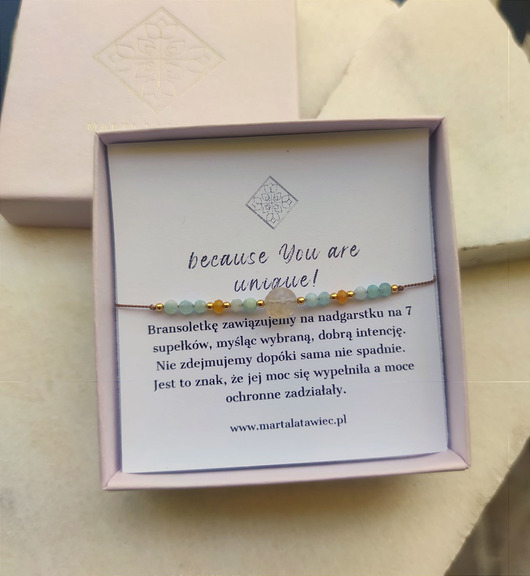 because You are
unique!
Bransoletkę zawiązujemy na nadgarstku na 7
supełków, myśląc wybraną, dobrą intencję.
Nie zdejmujemy dopóki sama nie spadnie.
Jest to znak, że jej moc się wypełniła a moce
ochronne zadziałały.
www.martalatawiec.pl